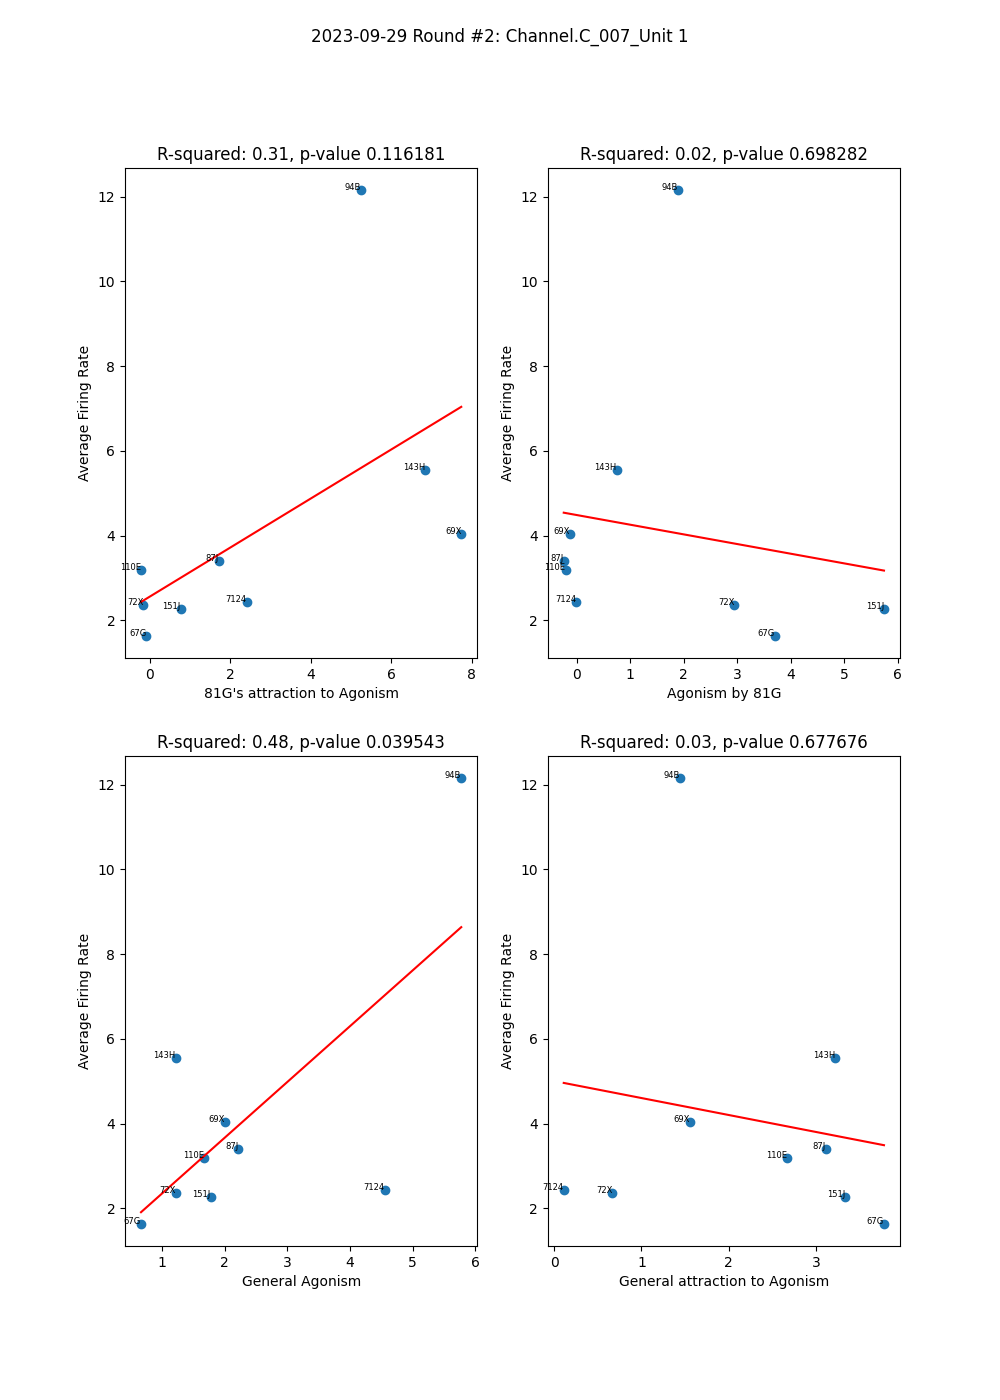 2023-09-29 Round #2: Channel.C_007_Unit 1
R-squared: 0.31, p-value 0.116181
12
10
8
6
4
2
Average Firing Rate
94B
143H
69X
87J
110E
7124
72X
151J
67G
0 2 4 6 8
81G's attraction to Agonism
R-squared: 0.02, p-value 0.698282
12
10
8
6
4
2
Average Firing Rate
94B
143H
69X
87J
110E
7124
72X
151J
67G
0 1 2 3 4 5 6
Agonism by 81G
R-squared: 0.48, p-value 0.039543
12
10
8
6
4
2
Average Firing Rate
94B
143H
69X
87J
110E
7124
72X
151J
67G
1 2 3 4 5 6
General Agonism
R-squared: 0.03, p-value 0.677676
12
10
8
6
4
2
Average Firing Rate
94B
143H
69X
87J
110E
7124
72X
151J
67G
0 1 2 3
General attraction to Agonism